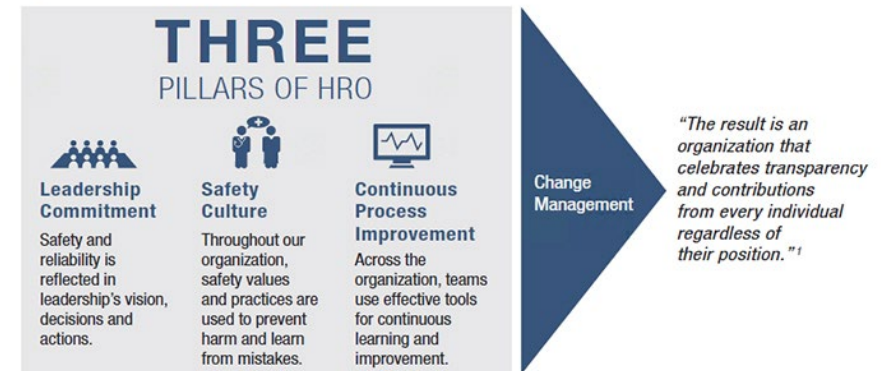 THREE
PILLARS OF HRO
Leadership
Commitment
Safety and
reliability is
reflected in
leadership's vision,
decisions and
actions.
Safety
Culture
Throughout our
organization,
safety values
and practices are
used to prevent
harm and learn
from mistakes.
Continuous
Process
Improvement
Across the
organization, teams
use effective tools
for continuous
learning and
improvement.
Change
Management
"The result is an
organization that
celebrates transparency
and contributions
from every individual
regardless of
their position."¹